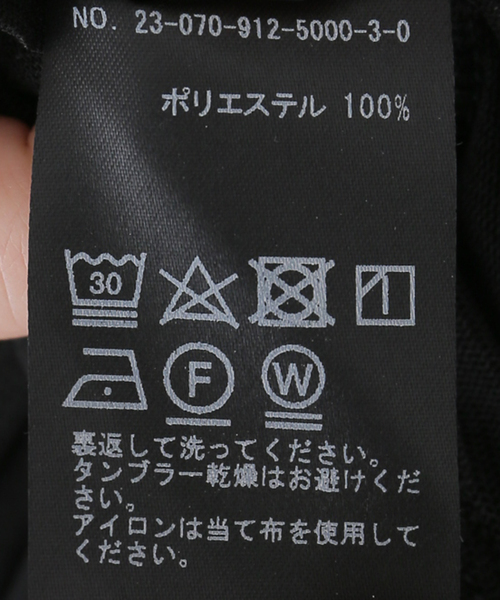 NO. 23-070-912-5000-3-0
ポリエステル 100%
30
F
W
裏返して洗ってください。
タンブラー乾燥はお避けくだ
さい。
アイロンは当て布を使用して
ください。